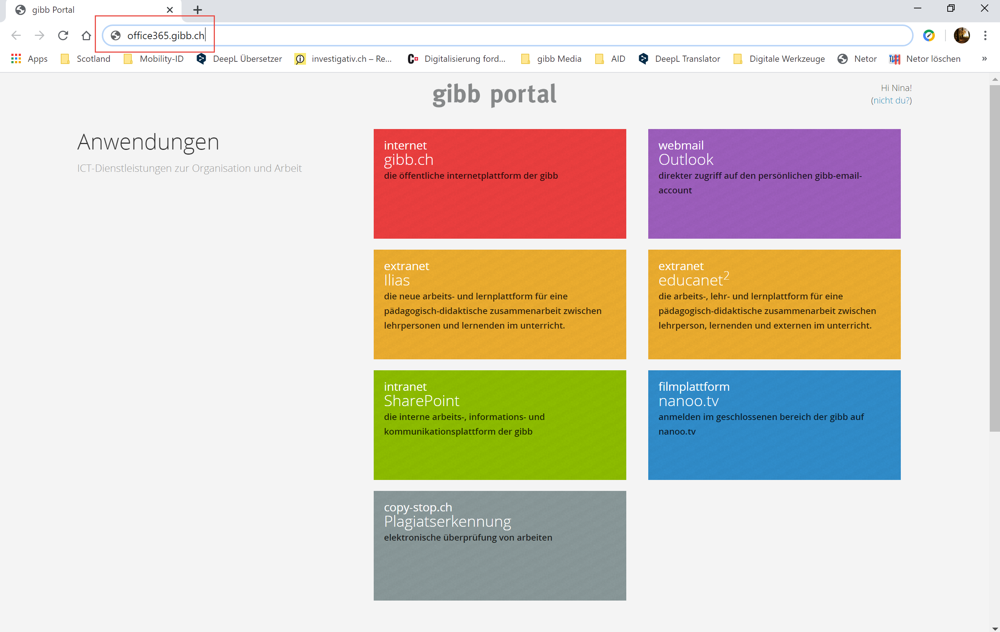 gibb Portal
office365.gibb.ch
Apps
Scotland
Mobility-ID
DeepL Übersetzer
investigativ.ch – Re...
Digitalisierung ford...
gibb Media
AID
DeepL Translator
Digitale Werkzeuge
Netor
Netor löschen
»
gibb portal
Hi Nina!
(nicht du?)
Anwendungen
ICT-Dienstleistungen zur Organisation und Arbeit
internet
gibb.ch
die öffentliche internetplattform der gibb
webmail
Outlook
direkter zugriff auf den persönlichen gibb-email-
account
extranet
Ilias
die neue arbeits- und lernplattform für eine
pädagogisch-didaktische zusammenarbeit zwischen
lehrpersonen und lernenden im unterricht.
extranet
educanet²
die arbeits-, lehr- und lernplattform für eine
pädagogisch-didaktische zusammenarbeit zwischen
lehrperson, lernenden und externen im unterricht.
intranet
SharePoint
die interne arbeits-, informations- und
kommunikationsplattform der gibb
filmplattform
nanoo.tv
anmelden im geschlossenen bereich der gibb auf
nanoo.tv
copy-stop.ch
Plagiatserkennung
elektronische überprüfung von arbeiten